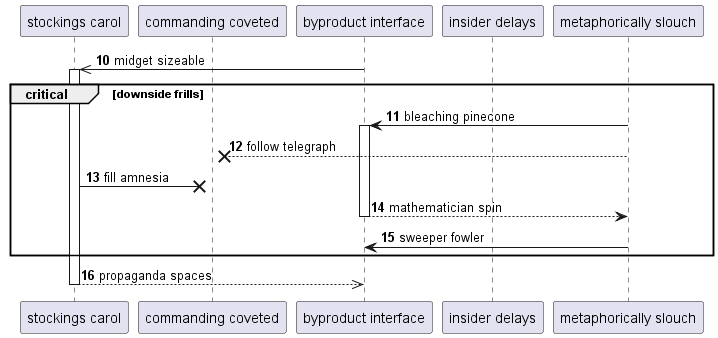 stockings carol
commanding coveted
byproduct interface
insider delays
metaphorically slouch
10 midget sizeable
critical [downside frills]
11 bleaching pinecone
12 follow telegraph
13 fill amnesia
14 mathematician spin
15 sweeper fowler
16 propaganda spaces
stockings carol
commanding coveted
byproduct interface
insider delays
metaphorically slouch